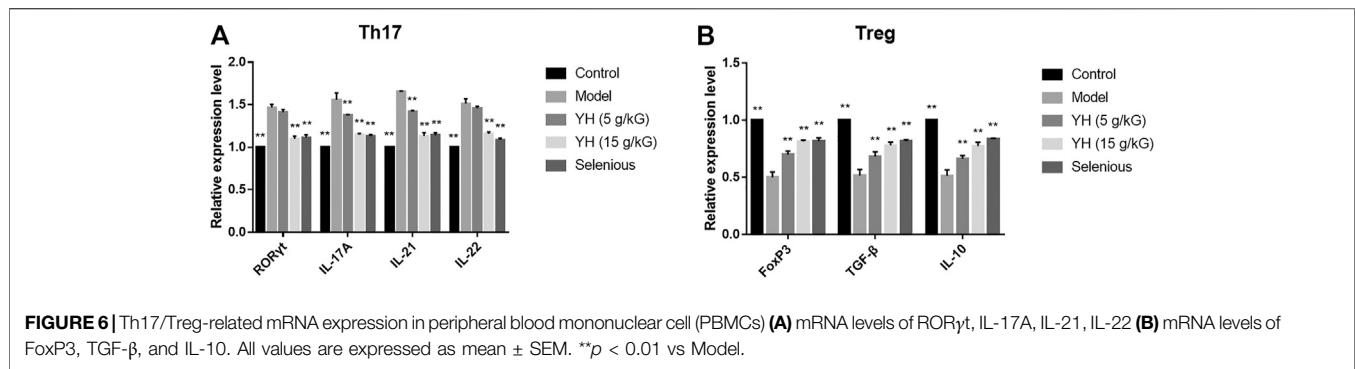 A
Th17
Relative expression level
2.0
1.5
1.0
0.5
0.0
** ** **
** ** ** **
** ** ** **
** ** **
RORγt
IL-17A
IL-21
IL-22
Control
Model
YH (5 g/kG)
YH (15 g/kG)
Selenious
B
Treg
Relative expression level
1.5
1.0
0.5
0.0
** ** ** **
** ** ** **
** ** ** **
FoxP3
TGF-β
IL-10
Control
Model
YH (5 g/kG)
YH (15 g/kG)
Selenious
FIGURE 6 | Th17/Treg-related mRNA expression in peripheral blood mononuclear cell (PBMCs) (A) mRNA levels of RORγt, IL-17A, IL-21, IL-22 (B) mRNA levels of
FoxP3, TGF-β, and IL-10. All values are expressed as mean ± SEM. **p < 0.01 vs Model.